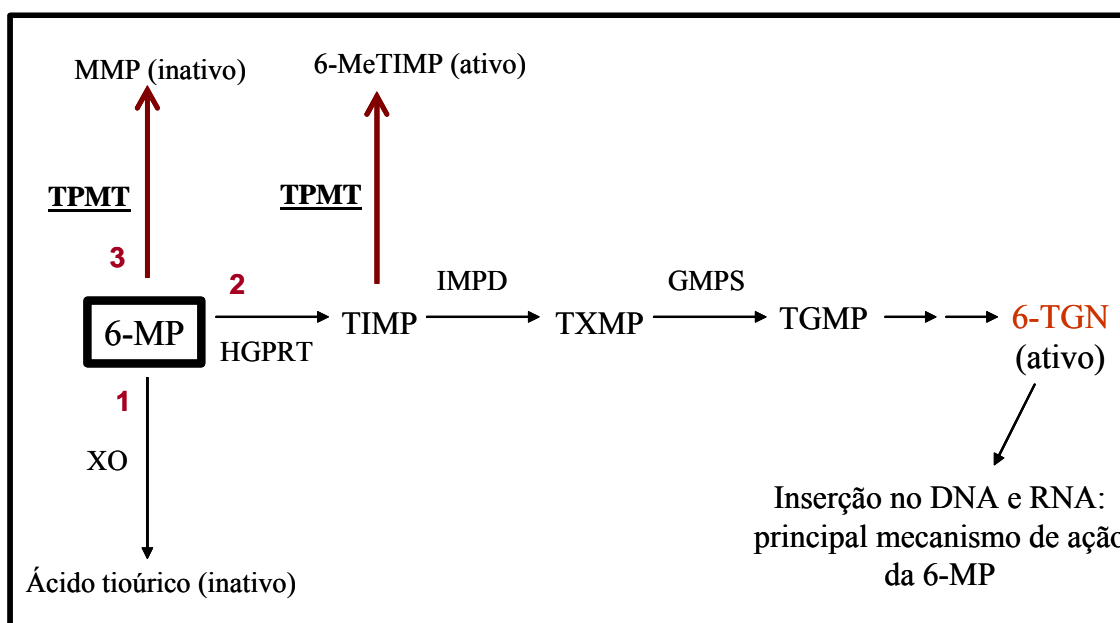 MMP (inativo)
6-MeTIMP (ativo)
TPMT
TPMT
3
2
IMPD
GMPS
6-MP
HGPRT
TIMP
TXMP
TGMP
6-TGN
(ativo)
1
XO
Inserção no DNA e RNA:
principal mecanismo de ação
da 6-MP
Ácido tioúrico (inativo)